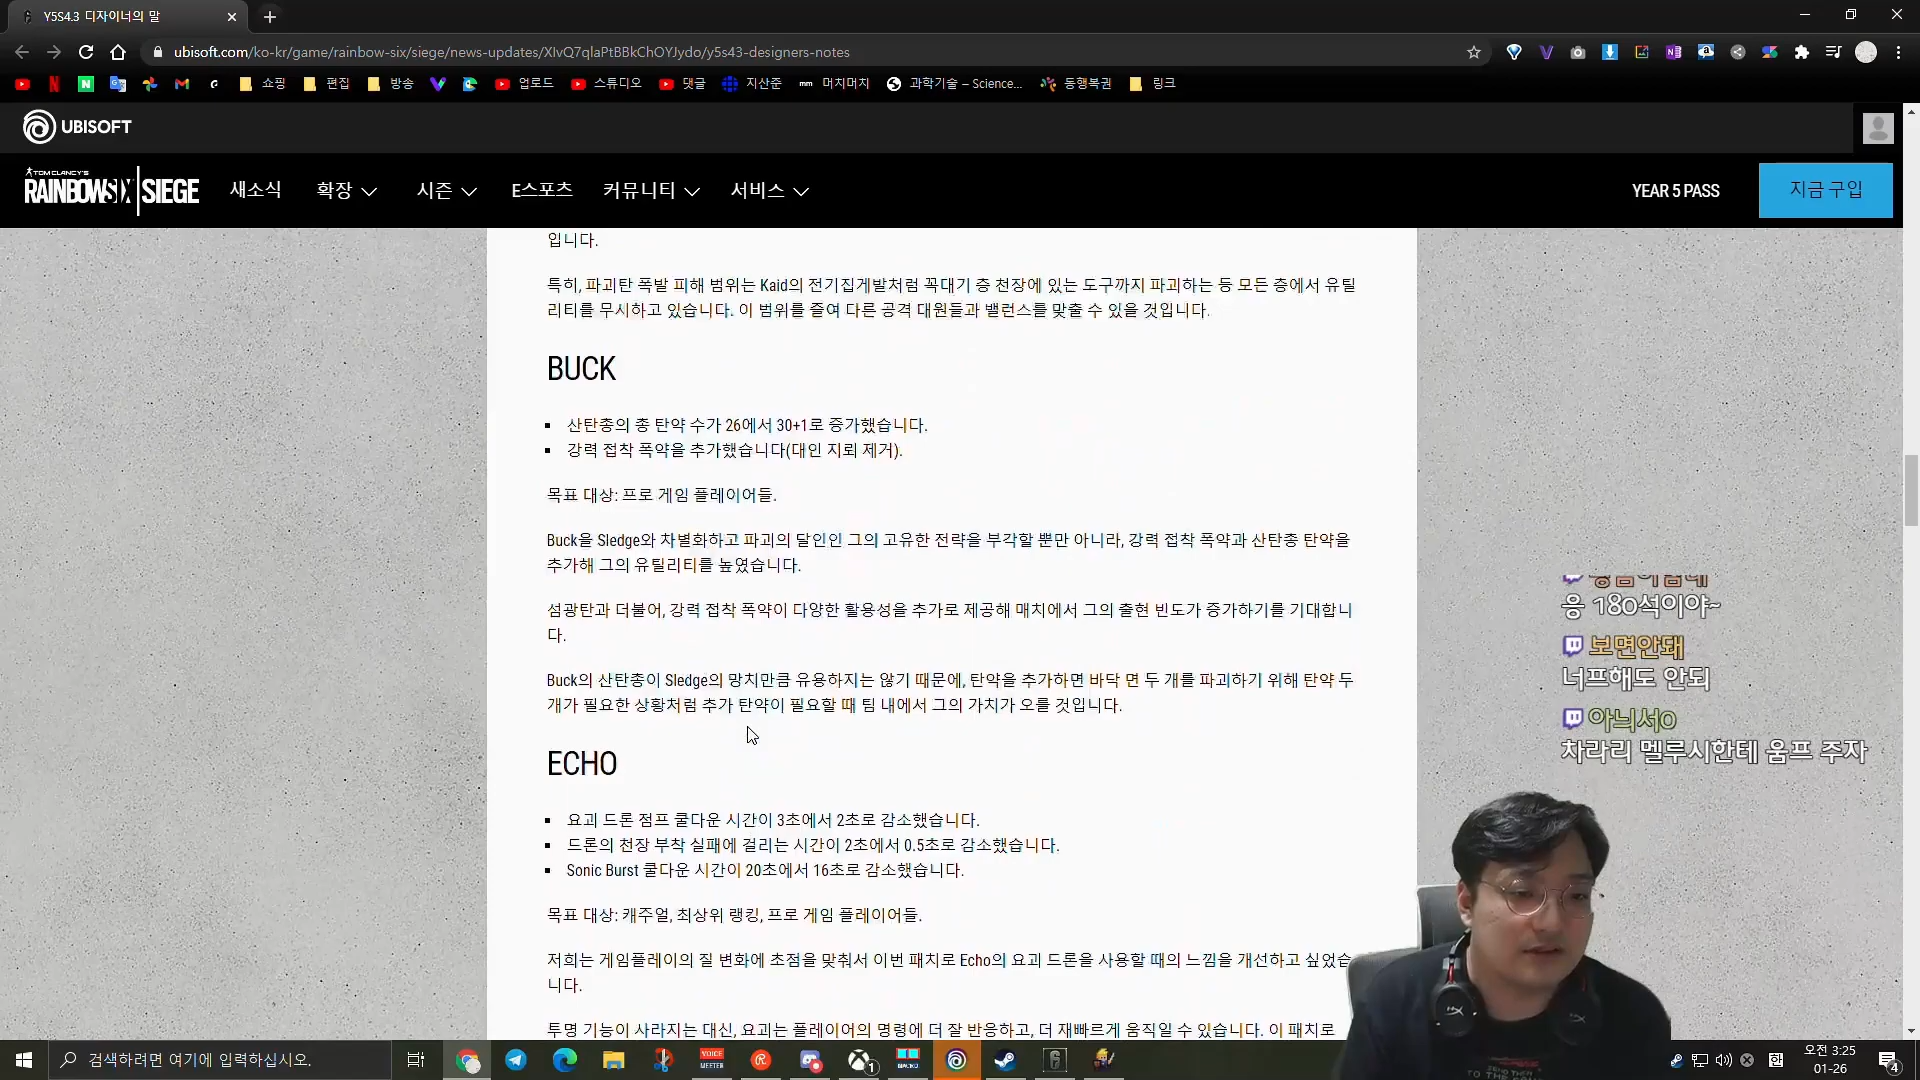 Y5S4.3 디자이너의 말
ubisoft.com/ko-kr/game/rainbow-six/siege/news-updates/XIvQ7qlaPtBBkChOYJydo/y5s43-designers-notes
쇼핑 편집 방송 업로드 스튜디오 댓글 지산준 머치머치 과학기술 – Science... 동행복권 링크
UBISOFT
TOM CLANCY'S
RAINBOWSIX SIEGE 새소식 확장 시즌 E스포츠 커뮤니티 서비스 YEAR 5 PASS 지금 구입
입니다.
특히, 파괴탄 폭발 피해 범위는 Kaid의 전기집게발처럼 꼭대기 층 천장에 있는 도구까지 파괴하는 등 모든 층에서 유틸
리티를 무시하고 있습니다. 이 범위를 줄여 다른 공격 대원들과 밸런스를 맞출 수 있을 것입니다.
BUCK
산탄총의 총 탄약 수가 26에서 30+1로 증가했습니다.
강력 접착 폭약을 추가했습니다(대인 지뢰 제거).
목표 대상: 프로 게임 플레이어들.
Buck을 Sledge와 차별화하고 파괴의 달인인 그의 고유한 전략을 부각할 뿐만 아니라, 강력 접착 폭약과 산탄총 탄약을
추가해 그의 유틸리티를 높였습니다.
섬광탄과 더불어, 강력 접착 폭약이 다양한 활용성을 추가로 제공해 매치에서 그의 출현 빈도가 증가하기를 기대합니
다.
Buck의 산탄총이 Sledge의 망치만큼 유용하지는 않기 때문에, 탄약을 추가하면 바닥 면 두 개를 파괴하기 위해 탄약 두
개가 필요한 상황처럼 추가 탄약이 필요할 때 팀 내에서 그의 가치가 오를 것입니다.
ECHO
요괴 드론 점프 쿨다운 시간이 3초에서 2초로 감소했습니다.
드론의 천장 부착 실패에 걸리는 시간이 2초에서 0.5초로 감소했습니다.
Sonic Burst 쿨다운 시간이 20초에서 16초로 감소했습니다.
목표 대상: 캐주얼, 최상위 랭킹, 프로 게임 플레이어들.
저희는 게임플레이의 질 변화에 초점을 맞춰서 이번 패치로 Echo의 요괴 드론을 사용할 때의 느낌을 개선하고 싶었습
니다.
투명 기능이 사라지는 대신, 요괴는 플레이어의 명령에 더 잘 반응하고, 더 재빠르게 움직일 수 있습니다. 이 패치로
응 180석이야~
보면안돼
너프해도 안되
아늬서O
차라리 멜루시한테 움프 주자
검색하려면 여기에 입력하십시오.
VOICE
MEETER
오전 3:25
01-26
4